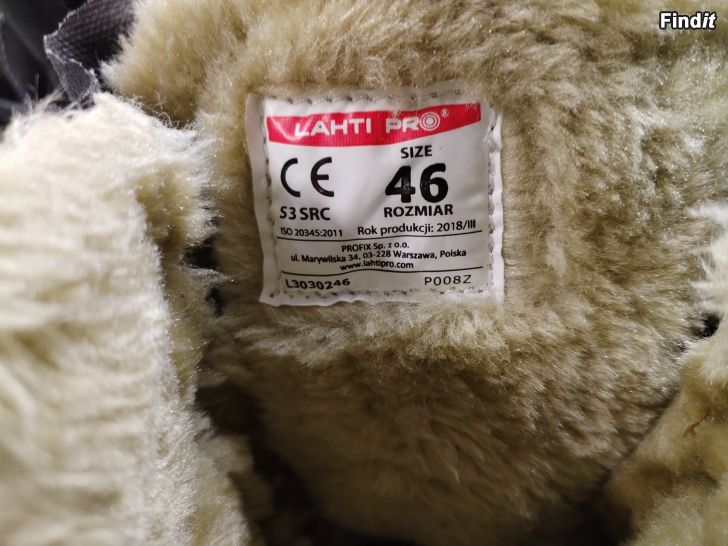 Findit
LAHTI PRO®
CE
SIZE
46
S3 SRC
ROZMIAR
ISO 20345:2011 Rok produkcji: 2018/III
PROFIX Sp. z o.o.
ul. Marywilska 34, 03-228 Warszawa, Polska
www.lahtipro.com
L3030246 P008Z